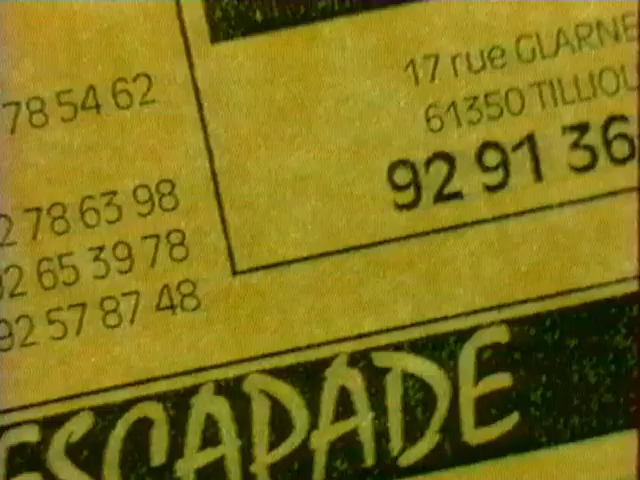 78 54 62
2 78 63 98
92 65 39 78
92 57 87 48
17 rue GLARNE
61350 TILLIOL
92 91 36
ESCAPADE